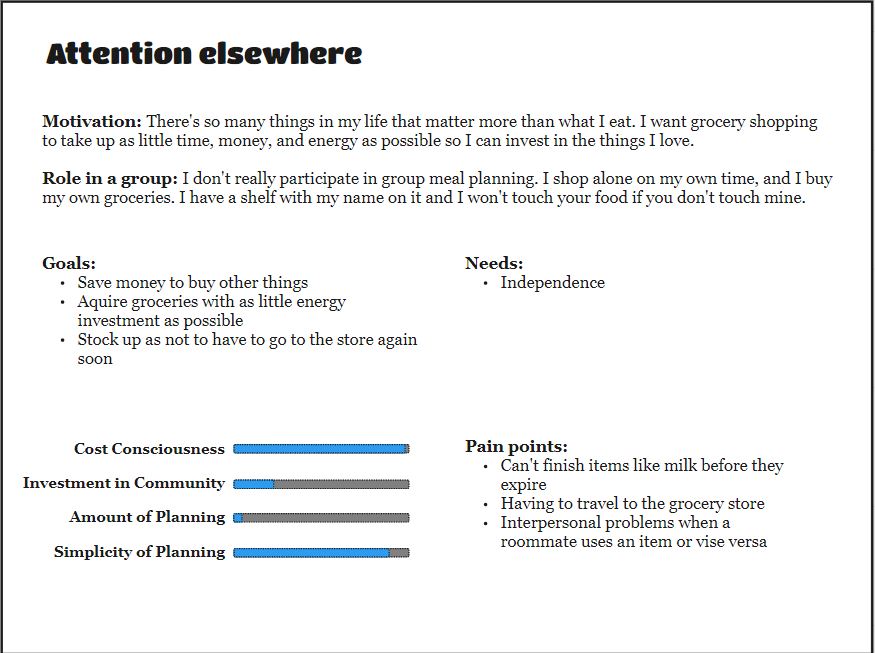 Attention elsewhere
Motivation: There's so many things in my life that matter more than what I eat. I want grocery shopping
to take up as little time, money, and energy as possible so I can invest in the things I love.
Role in a group: I don't really participate in group meal planning. I shop alone on my own time, and I buy
my own groceries. I have a shelf with my name on it and I won't touch your food if you don't touch mine.
Goals:
• Save money to buy other things
• Aquire groceries with as little energy
investment as possible
• Stock up as not to have to go to the store again
soon
Needs:
• Independence
Cost Consciousness
Investment in Community
Amount of Planning
Simplicity of Planning
Pain points:
• Can't finish items like milk before they
expire
• Having to travel to the grocery store
• Interpersonal problems when a
roommate uses an item or vise versa